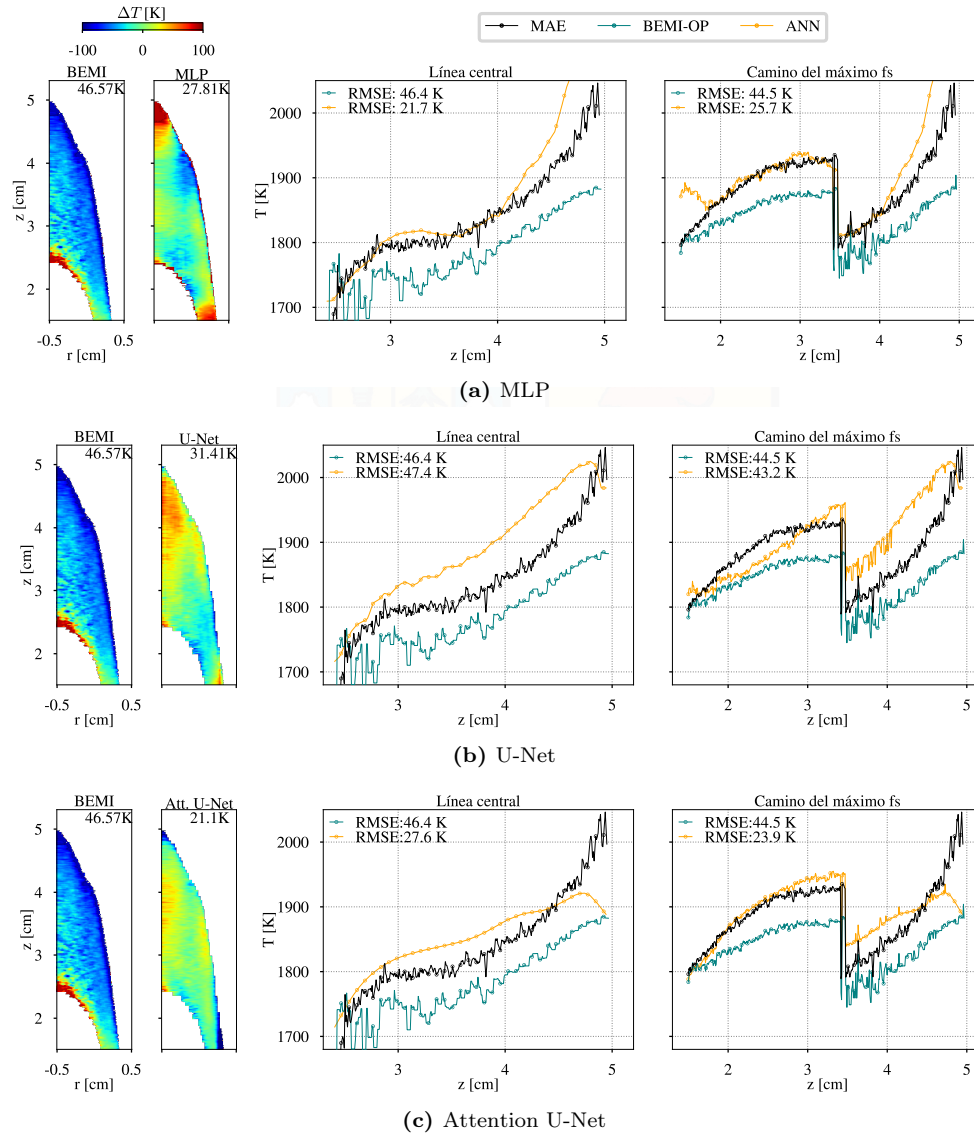 ΔT [K]
-100 0 100
MAE BEMI-OP ANN
BEMI MLP
46.57K 27.81K
Línea central
RMSE: 46.4 K
RMSE: 21.7 K
Camino del máximo fs
RMSE: 44.5 K
RMSE: 25.7 K
5
4
3
2
z [cm]
-0.5 0.5
r [cm]
2000
1900
1800
1700
T [K]
3 4 5
z [cm]
2 3 4 5
z [cm]
(a) MLP
BEMI U-Net
46.57K 31.41K
Línea central
RMSE:46.4 K
RMSE:47.4 K
Camino del máximo fs
RMSE:44.5 K
RMSE:43.2 K
5
4
3
2
z [cm]
-0.5 0.5
r [cm]
2000
1900
1800
1700
T [K]
3 4 5
z [cm]
2 3 4 5
z [cm]
(b) U-Net
BEMI Att. U-Net
46.57K 21.1K
Línea central
RMSE:46.4 K
RMSE:27.6 K
Camino del máximo fs
RMSE:44.5 K
RMSE:23.9 K
5
4
3
2
z [cm]
-0.5 0.5
r [cm]
2000
1900
1800
1700
T [K]
3 4 5
z [cm]
2 3 4 5
z [cm]
(c) Attention U-Net